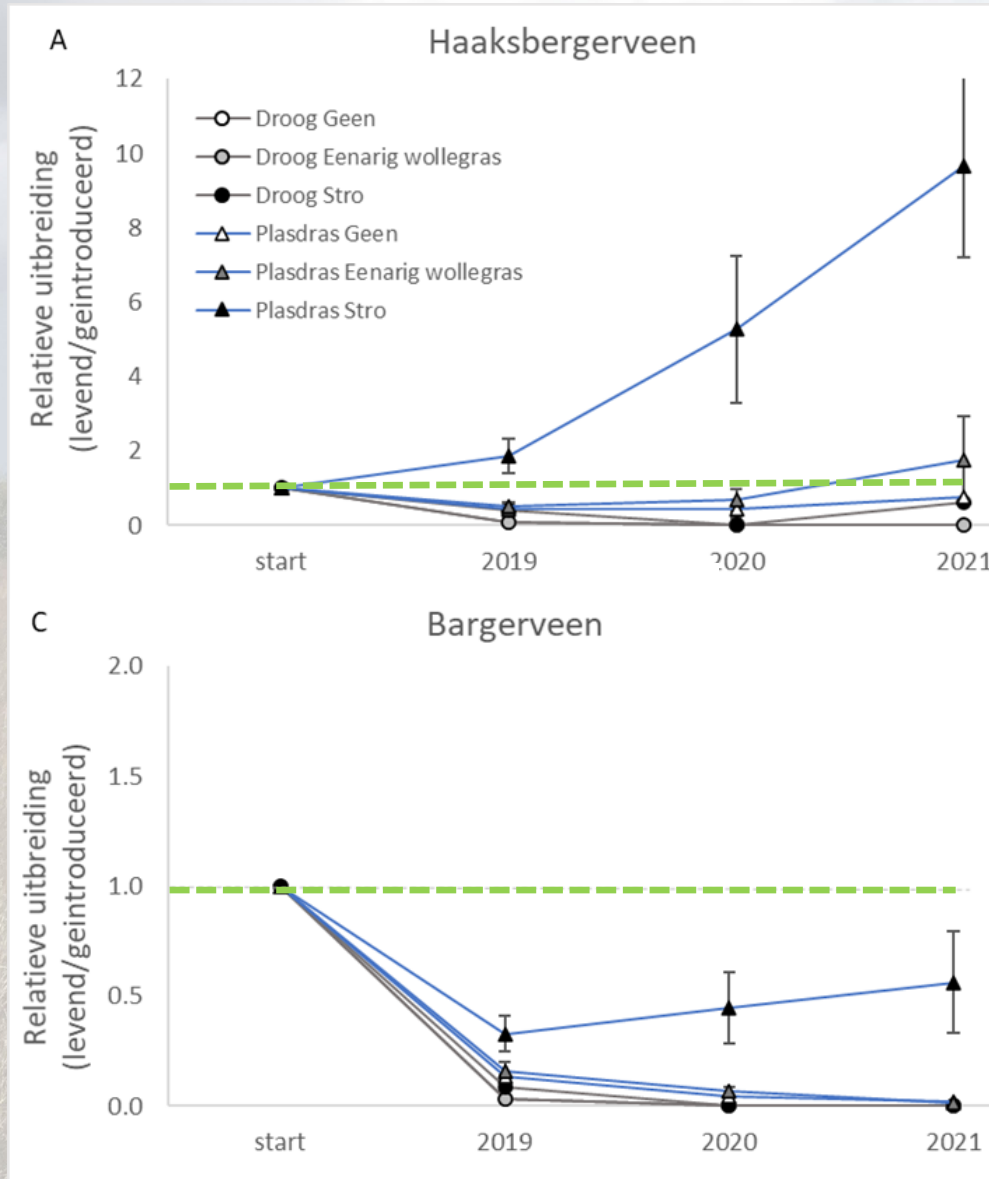 A
Haaksbergerveen
Relatieve uitbreiding
(levend/geintroduceerd)
12
10
8
6
4
2
0
Droog Geen
Droog Eenarig wollegras
Droog Stro
Plasdras Geen
Plasdras Eenarig wollegras
Plasdras Stro
start 2019 2020 2021
C
Bargerveen
Relatieve uitbreiding
(levend/geintroduceerd)
2.0
1.5
1.0
0.5
0.0
start 2019 2020 2021